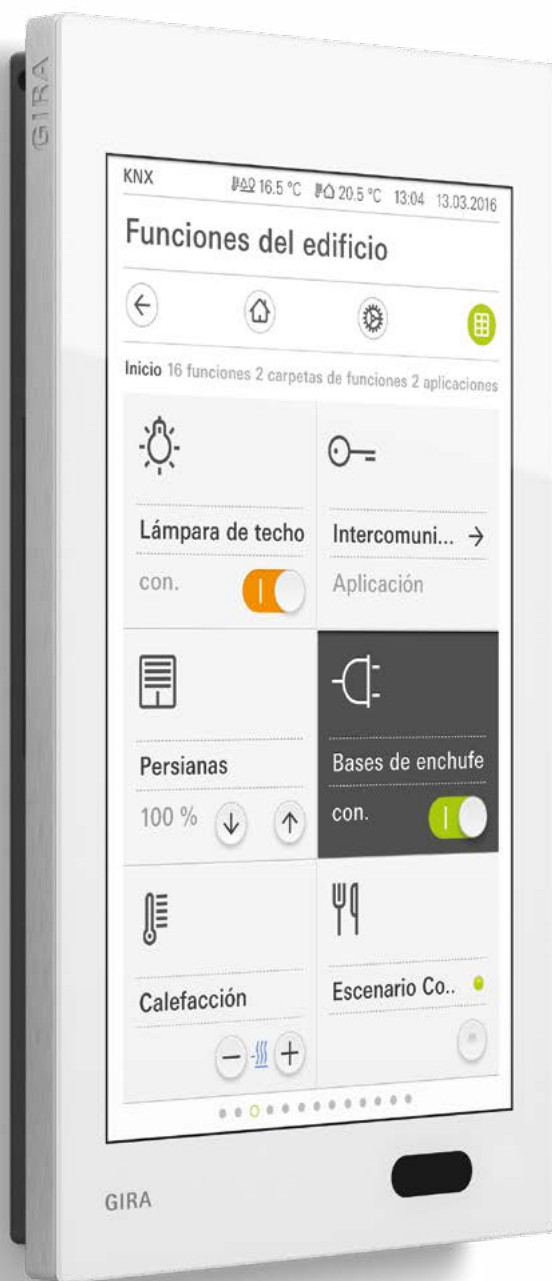 GIRA
KNX 16.5 °C 20.5 °C 13:04 13.03.2016
Funciones del edificio
Inicio 16 funciones 2 carpetas de funciones 2 aplicaciones
Lámpara de techo
con.
Intercomuni...
Aplicación
Persianas
100 %
Bases de enchufe
con.
Calefacción
Escenario Co..
GIRA